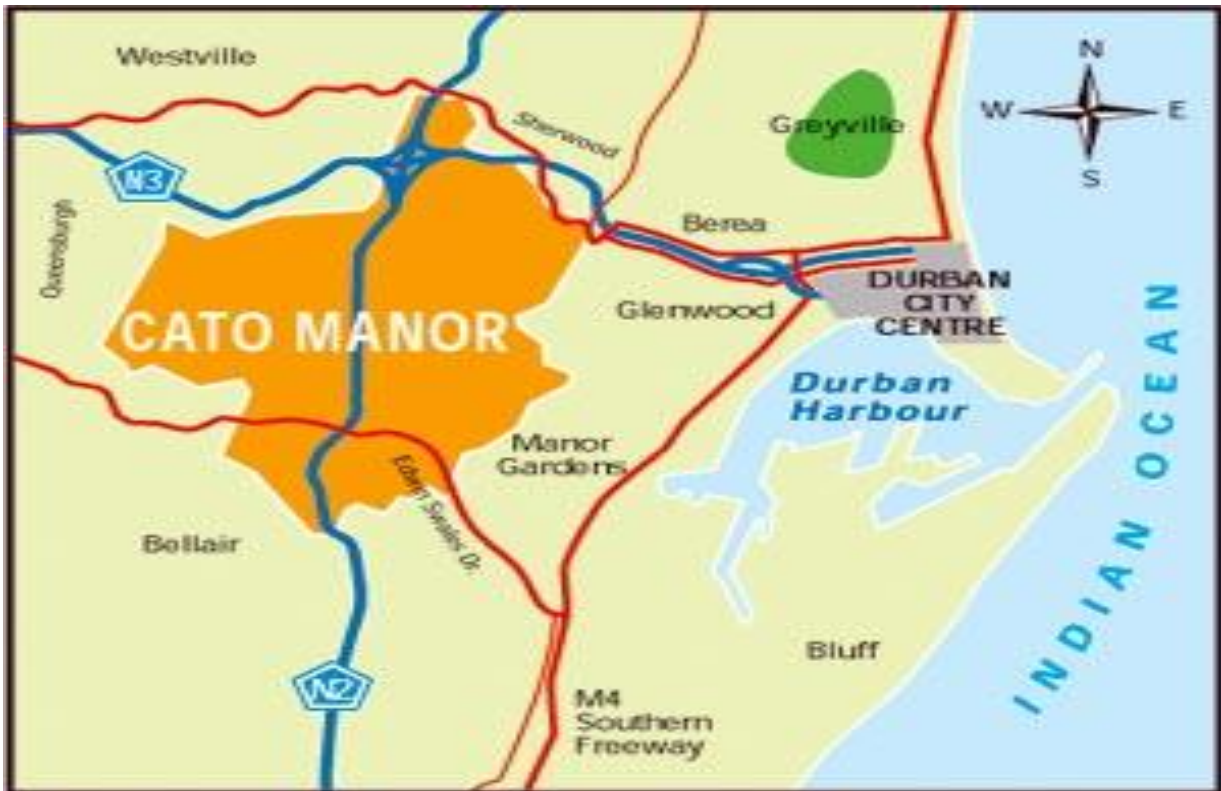 Westville
N
W
E
S
Greyville
Sherwood
N3
Queensburgh
Berea
DURBAN
CITY
CENTRE
Glenwood
CATO MANOR
Durban
Harbour
INDIAN OCEAN
Manor
Gardens
Edwin Swales Dr.
Bellair
Bluff
N2
M4
Southern
Freeway